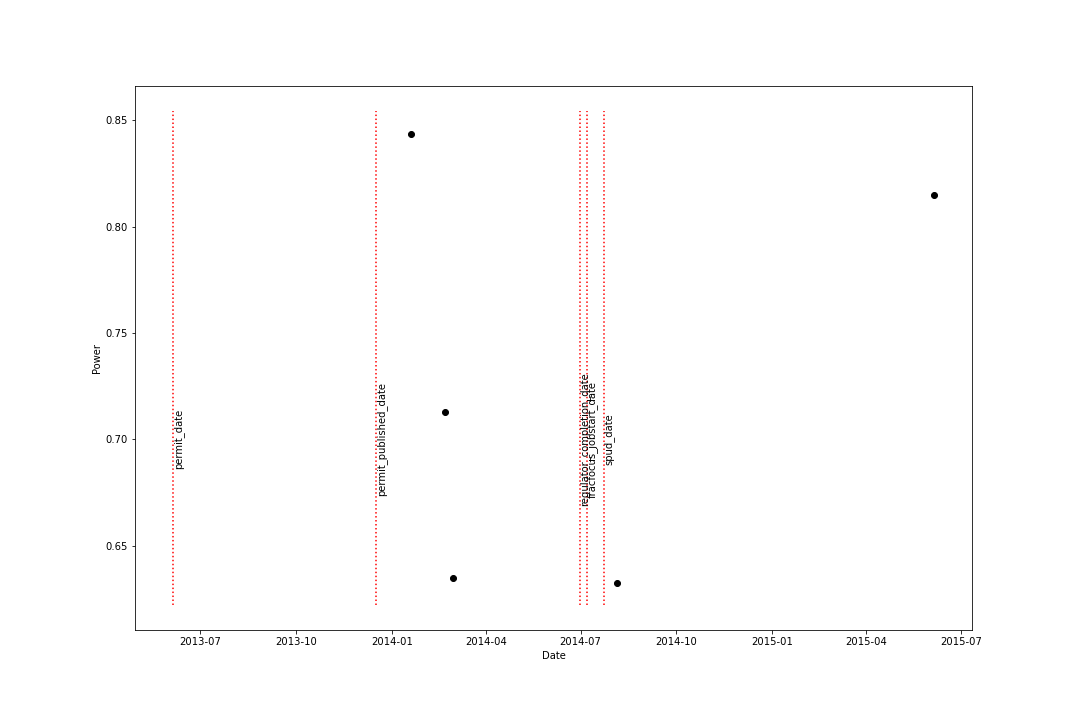 0.85
0.80
0.75
0.70
0.65
Power
permit_date
permit_published_date
regulator_completion_date
fracfocus_jobstart_date
spud_date
2013-07
2013-10
2014-01
2014-04
2014-07
2014-10
2015-01
2015-04
2015-07
Date